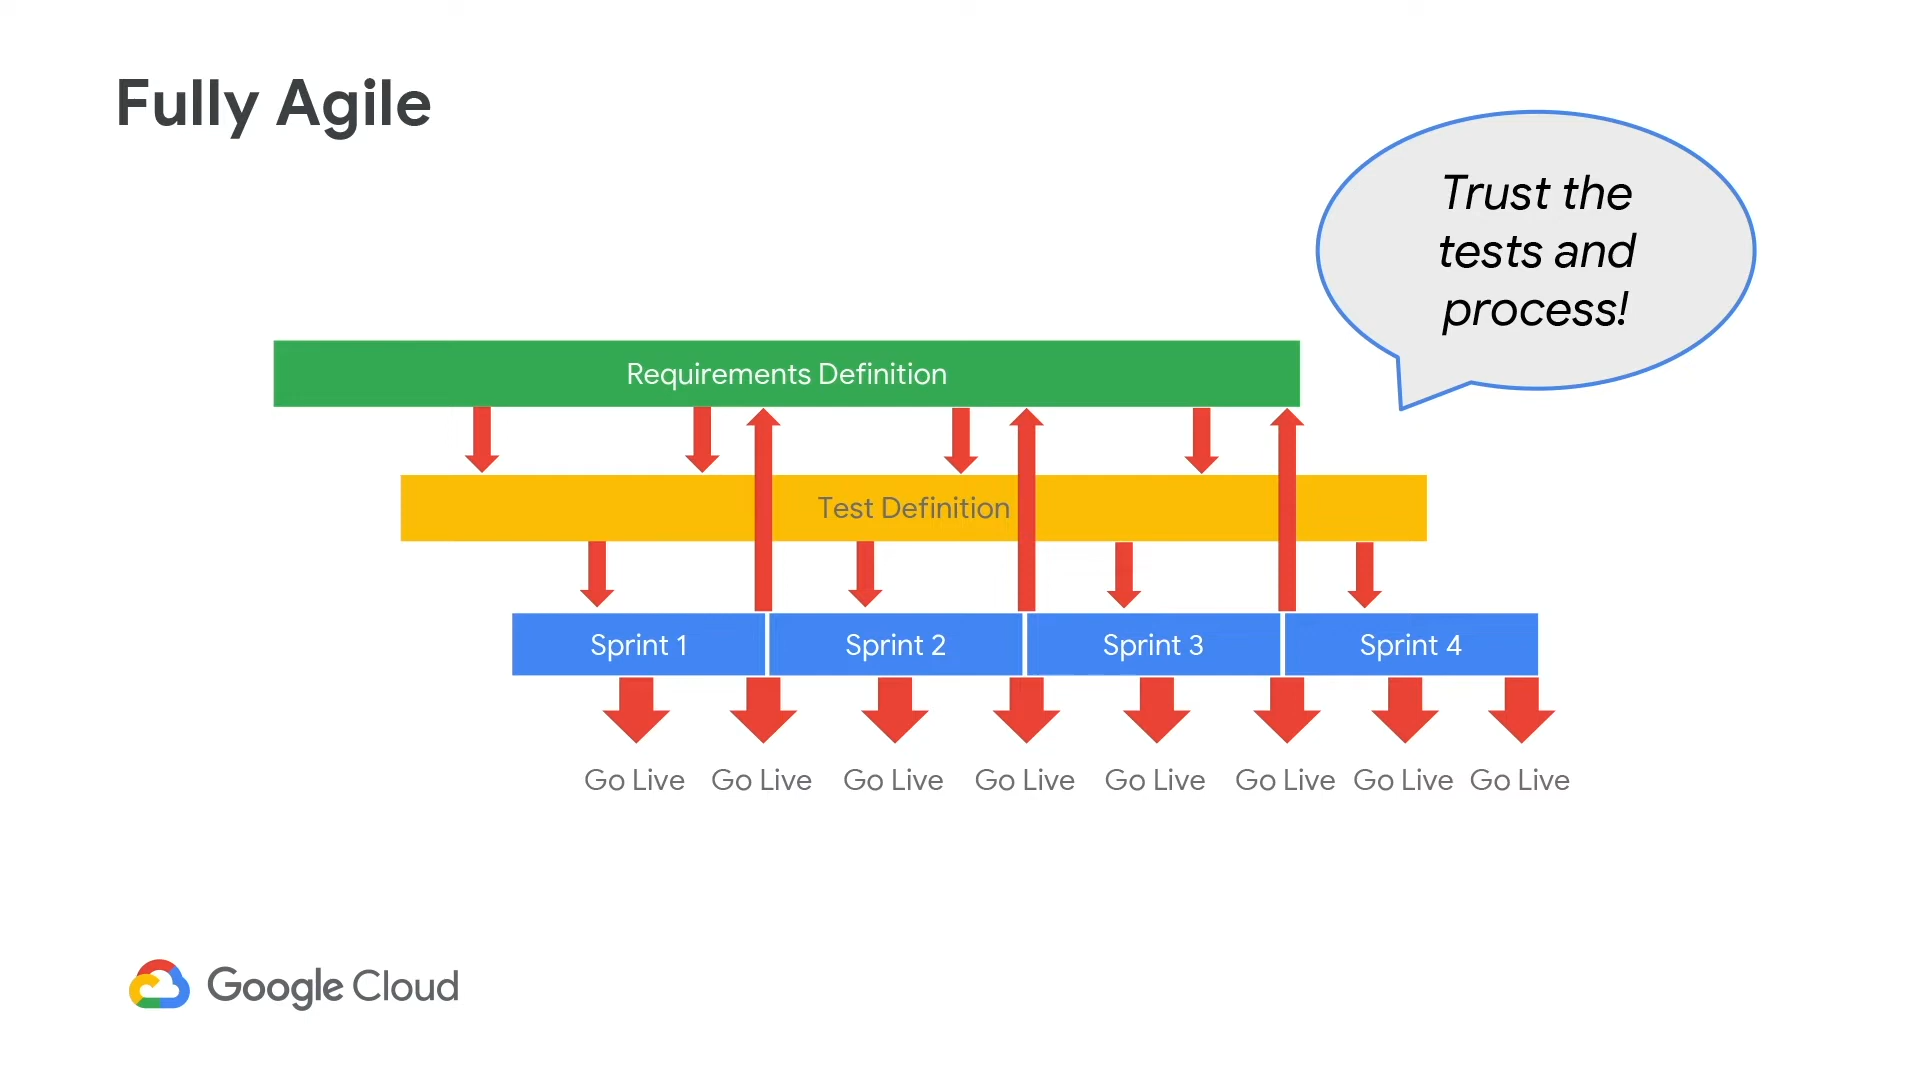 Fully Agile
Trust the
tests and
process!
Requirements Definition
Test Definition
Sprint 1
Sprint 2
Sprint 3
Sprint 4
Go Live
Go Live
Go Live
Go Live
Go Live
Go Live
Go Live
Go Live
Google Cloud